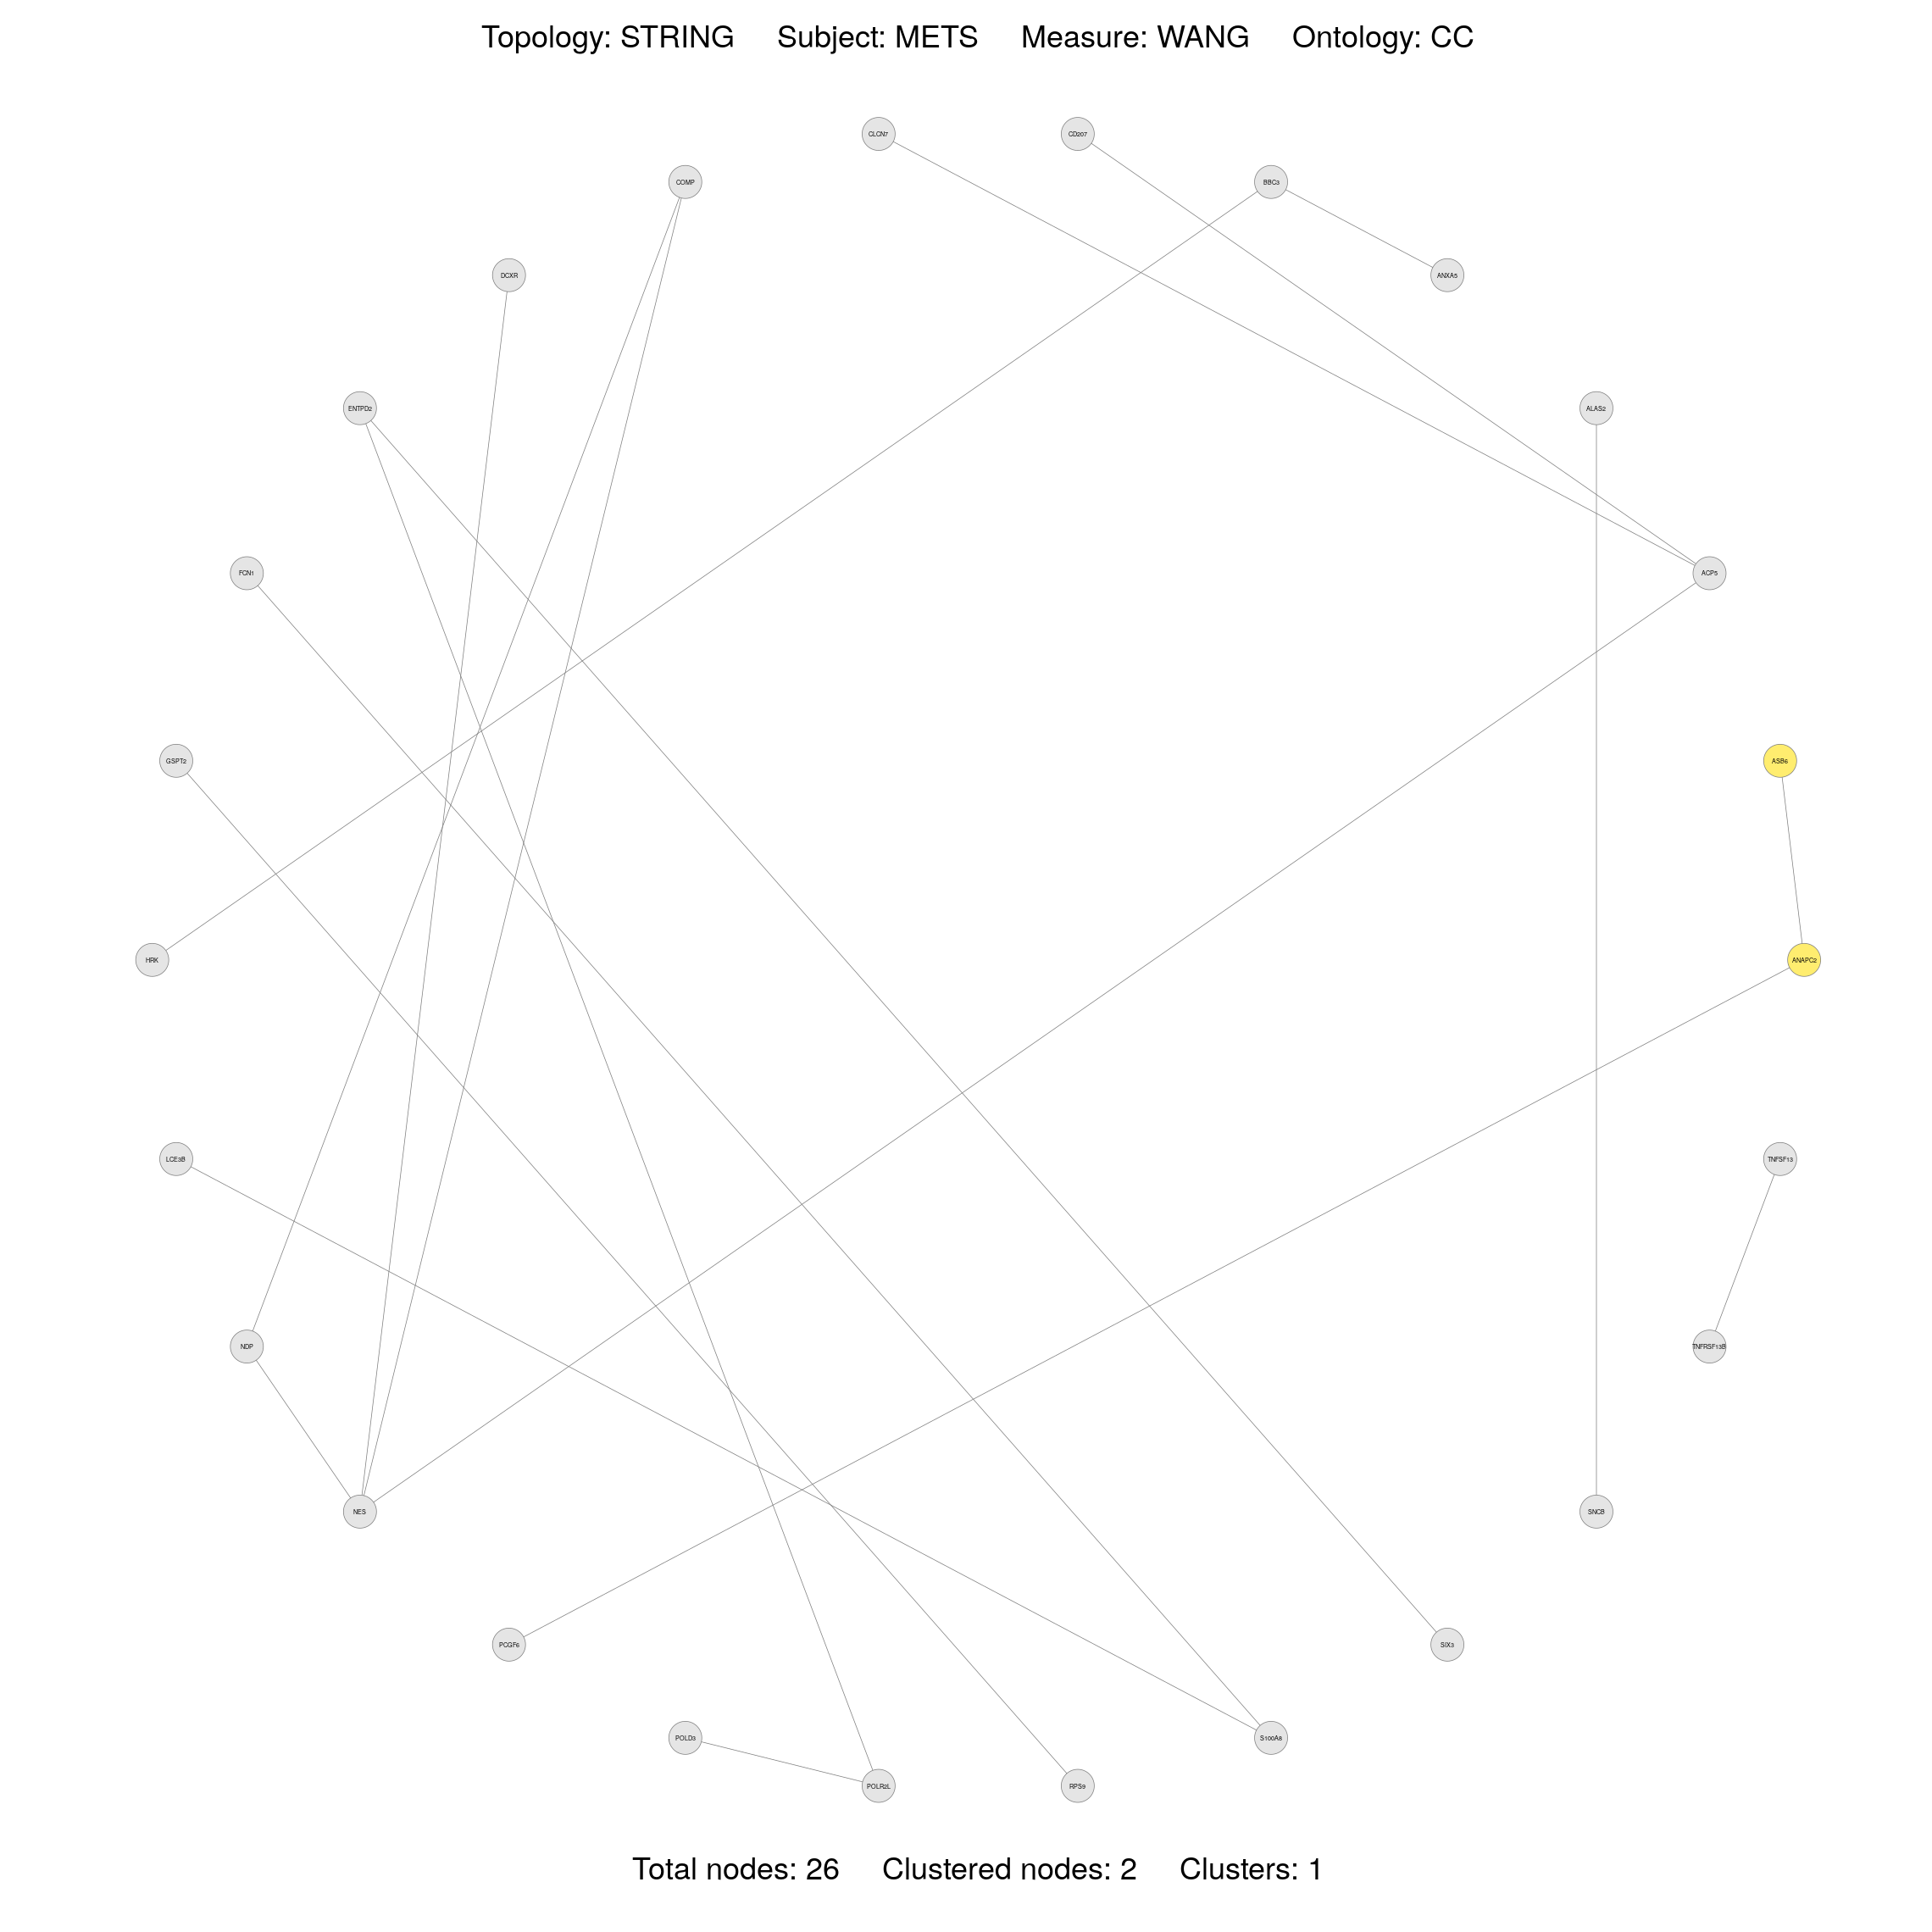 Topology: STRING Subject: METS Measure: WANG Ontology: CC
CLCN7
CD207
COMP
BBC3
DCXR
ANXA5
ENTPD2
ALAS2
FCN1
ACP5
GSPT2
ASB6
HRK
ANAPC2
LCE3B
TNFSF13
NDP
TNFRSF13B
NES
SNCB
PCGF6
SIX3
POLD3
S100A8
POLR2L
RPS9
Total nodes: 26 Clustered nodes: 2 Clusters: 1